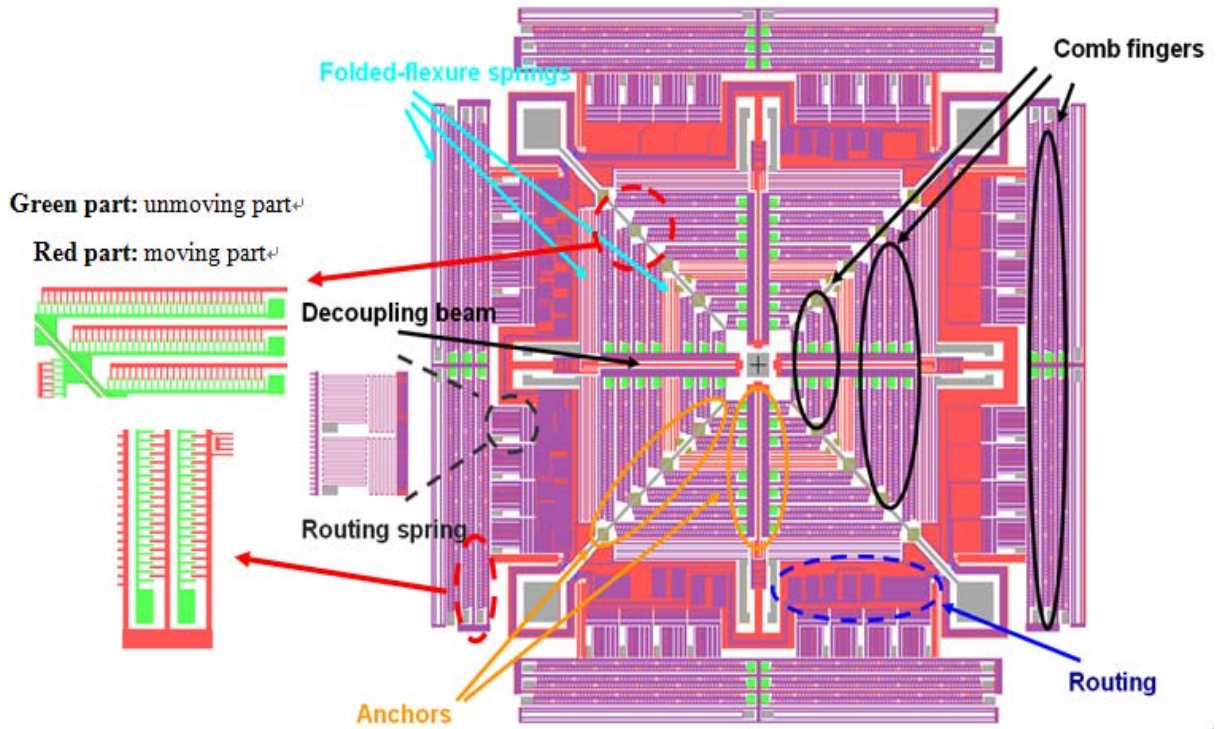 Comb fingers
Folded-flexure springs
Green part: unmoving part↵
Red part: moving part↵
Decoupling beam
Routing spring
Routing
Anchors